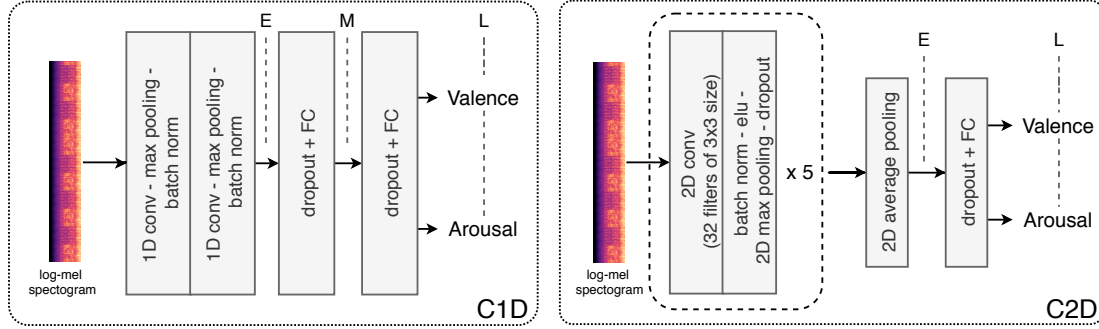 E
M
L
1D conv - max pooling -
batch norm
1D conv - max pooling -
batch norm
dropout + FC
dropout + FC
Valence
Arousal
log-mel
spectogram
C1D
E
L
2D conv
(32 filters of 3x3 size)
batch norm - elu -
2D max pooling - dropout
x 5
2D average pooling
dropout + FC
Valence
Arousal
log-mel
spectogram
C2D